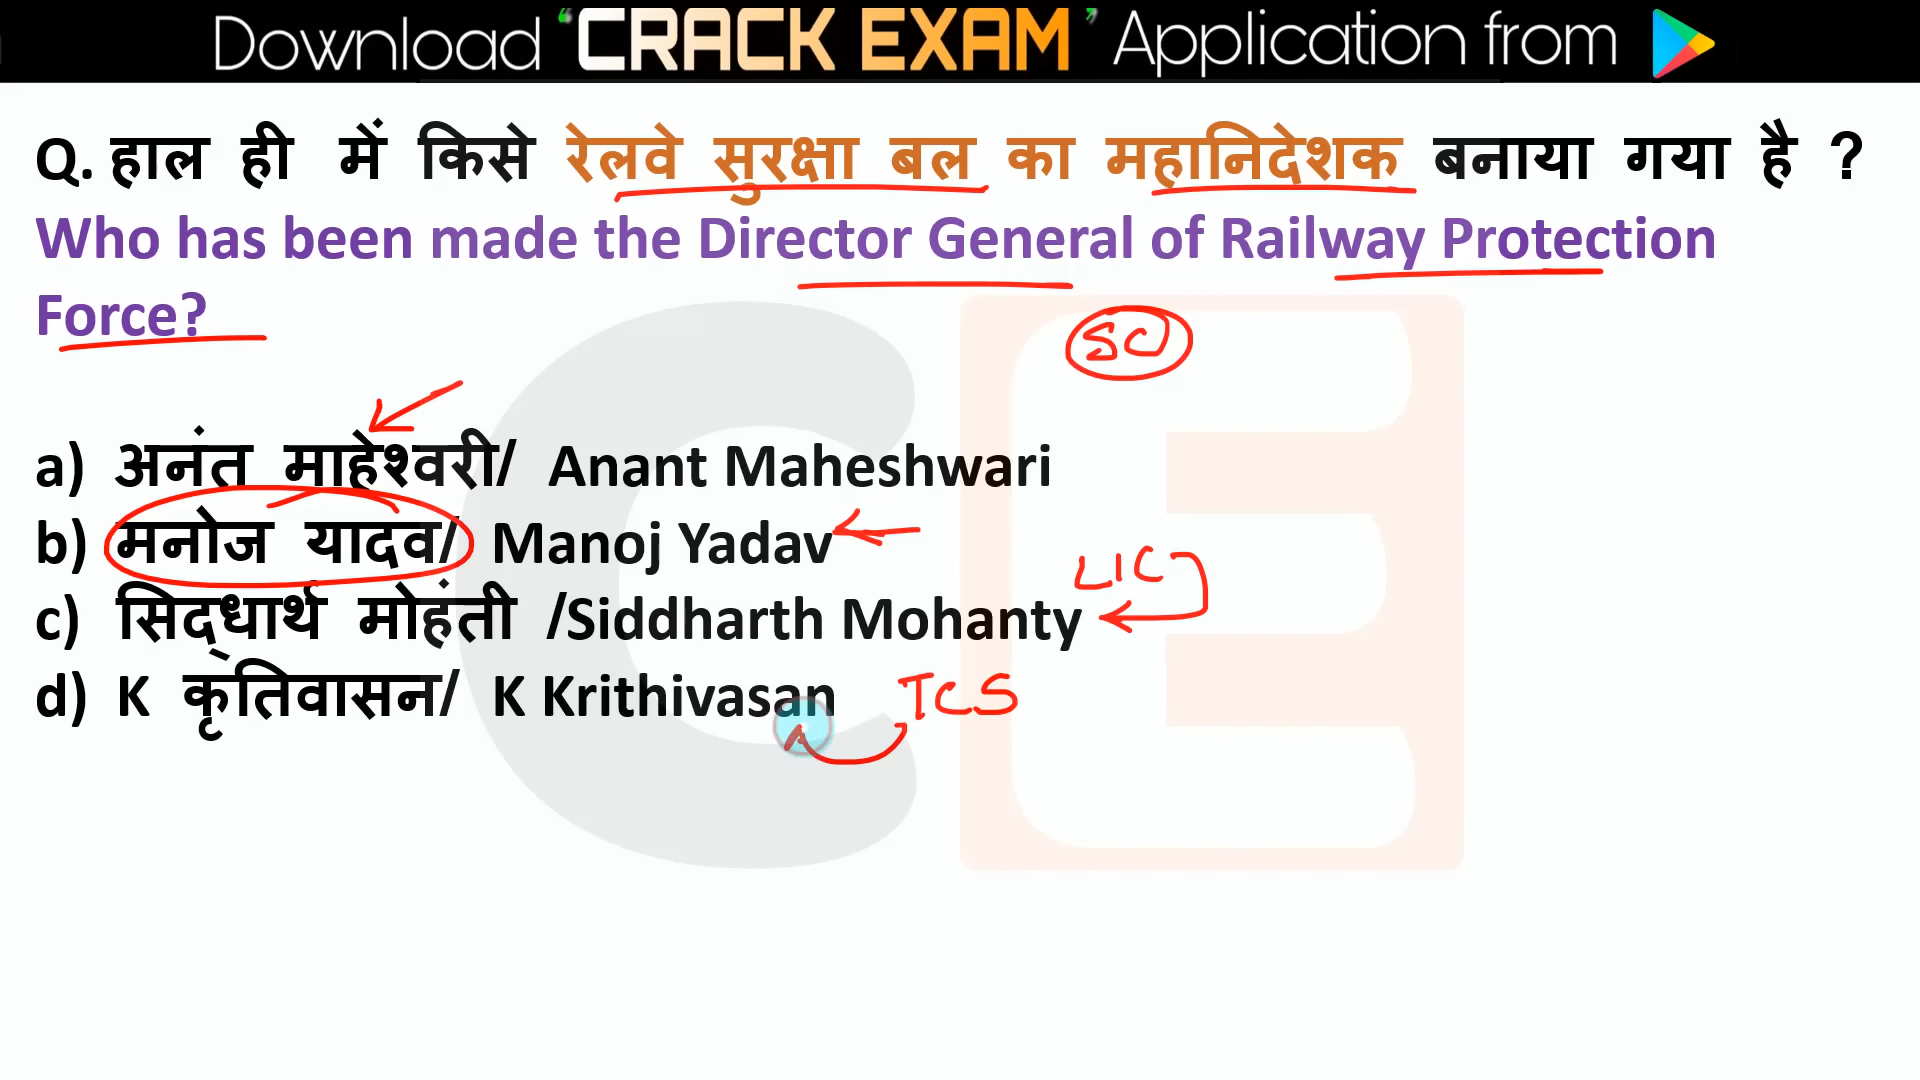 Download 'CRACK EXAM' Application from
Q. हाल ही में किसे रेलवे सुरक्षा बल का महानिदेशक बनाया गया है ?
Who has been made the Director General of Railway Protection
Force?
SC
a) अनंत माहेश्वरी/ Anant Maheshwari
b) मनोज यादव/ Manoj Yadav
LIC
c) सिद्धार्थ मोहंती /Siddharth Mohanty
d) K कृतिवासन/ K Krithivasan TCS
CE